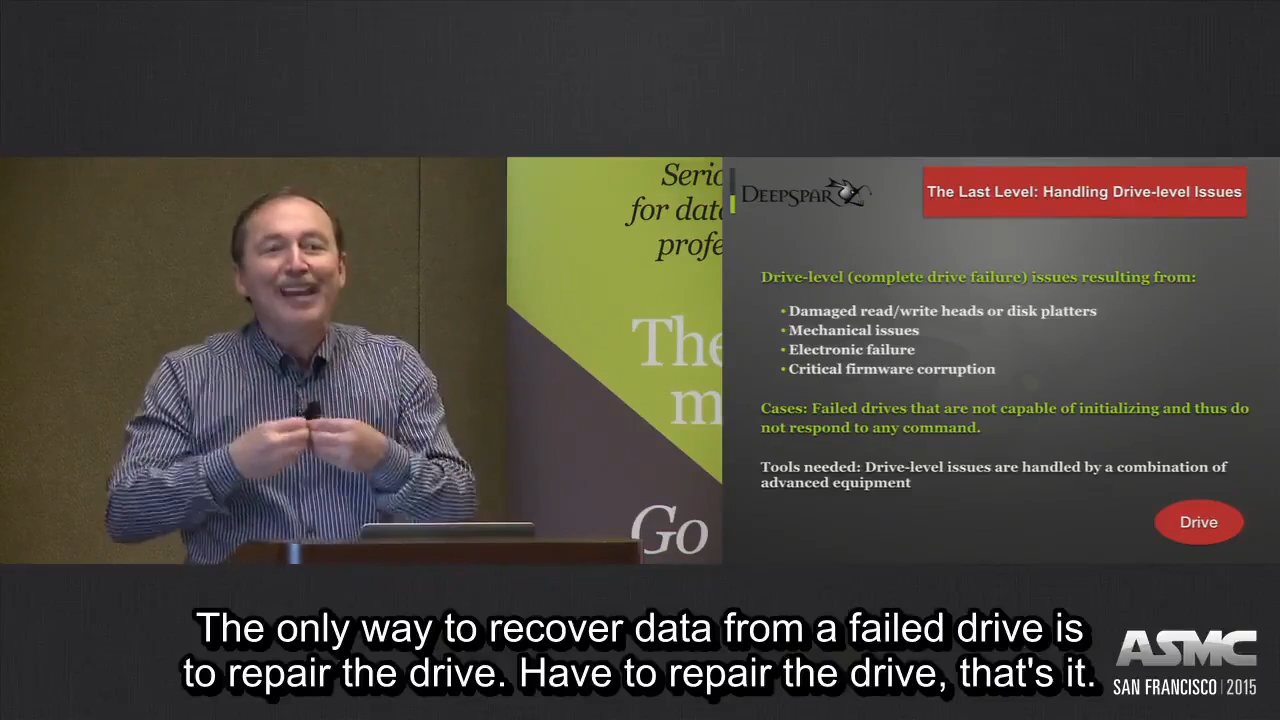 Serio
for data
profe
The
m
Go
DEEPSPAR
The Last Level: Handling Drive-level Issues
Drive-level (complete drive failure) issues resulting from:
• Damaged read/write heads or disk platters
• Mechanical issues
• Electronic failure
• Critical firmware corruption
Cases: Failed drives that are not capable of initializing and thus do
not respond to any command.
Tools needed: Drive-level issues are handled by a combination of
advanced equipment
Drive
The only way to recover data from a failed drive is
to repair the drive. Have to repair the drive, that's it.
ASMC
SAN FRANCISCO | 2015